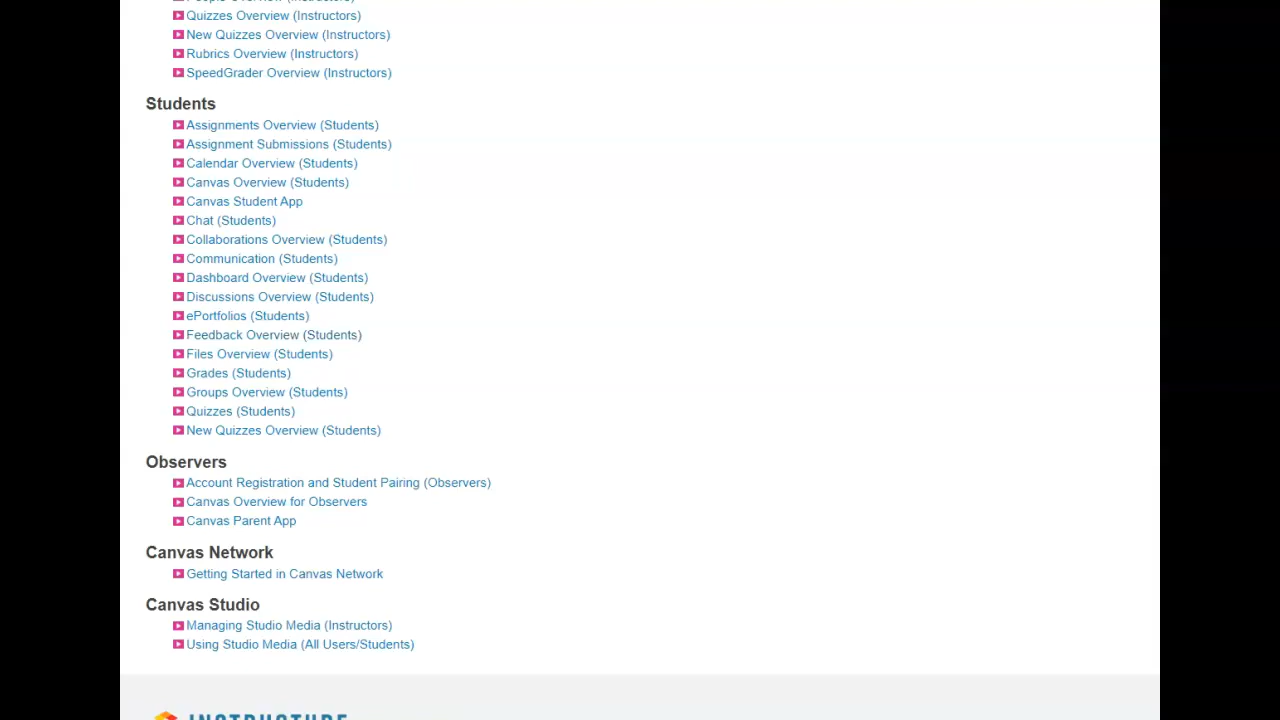 People Overview (Instructors)
Quizzes Overview (Instructors)
New Quizzes Overview (Instructors)
Rubrics Overview (Instructors)
SpeedGrader Overview (Instructors)
Students
Assignments Overview (Students)
Assignment Submissions (Students)
Calendar Overview (Students)
Canvas Overview (Students)
Canvas Student App
Chat (Students)
Collaborations Overview (Students)
Communication (Students)
Dashboard Overview (Students)
Discussions Overview (Students)
ePortfolios (Students)
Feedback Overview (Students)
Files Overview (Students)
Grades (Students)
Groups Overview (Students)
Quizzes (Students)
New Quizzes Overview (Students)
Observers
Account Registration and Student Pairing (Observers)
Canvas Overview for Observers
Canvas Parent App
Canvas Network
Getting Started in Canvas Network
Canvas Studio
Managing Studio Media (Instructors)
Using Studio Media (All Users/Students)
INSTRUCTURE